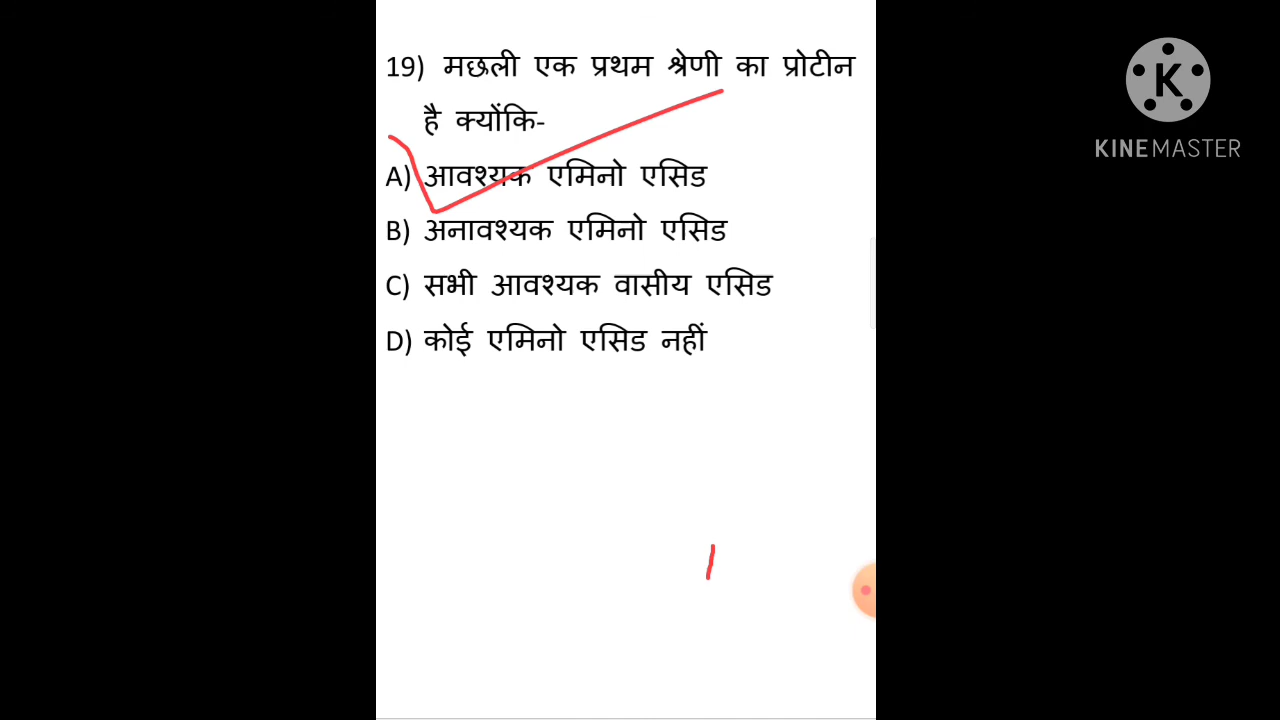 19) मछली एक प्रथम श्रेणी का प्रोटीन
है क्योंकि-
A) आवश्यक एमिनो एसिड
B) अनावश्यक एमिनो एसिड
C) सभी आवश्यक वासीय एसिड
D) कोई एमिनो एसिड नहीं
K
KINEMASTER